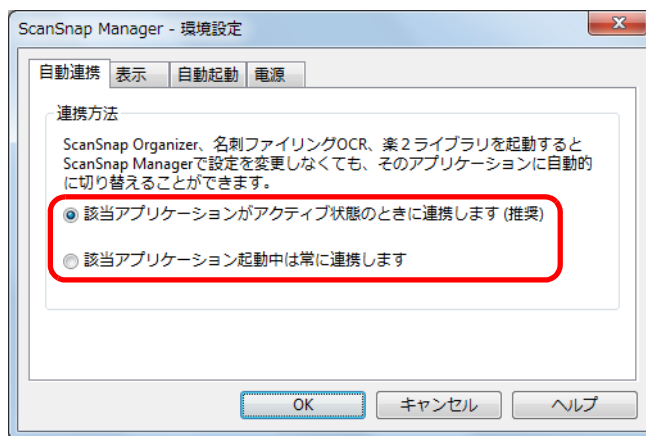 ScanSnap Manager - 環境設定
自動連携 表示 自動起動 電源
連携方法
ScanSnap Organizer、名刺ファイリングOCR、楽２ライブラリを起動すると
ScanSnap Managerで設定を変更しなくても、そのアプリケーションに自動的
に切り替えることができます。
該当アプリケーションがアクティブ状態のときに連携します (推奨)
該当アプリケーション起動中は常に連携します
OK キャンセル ヘルプ